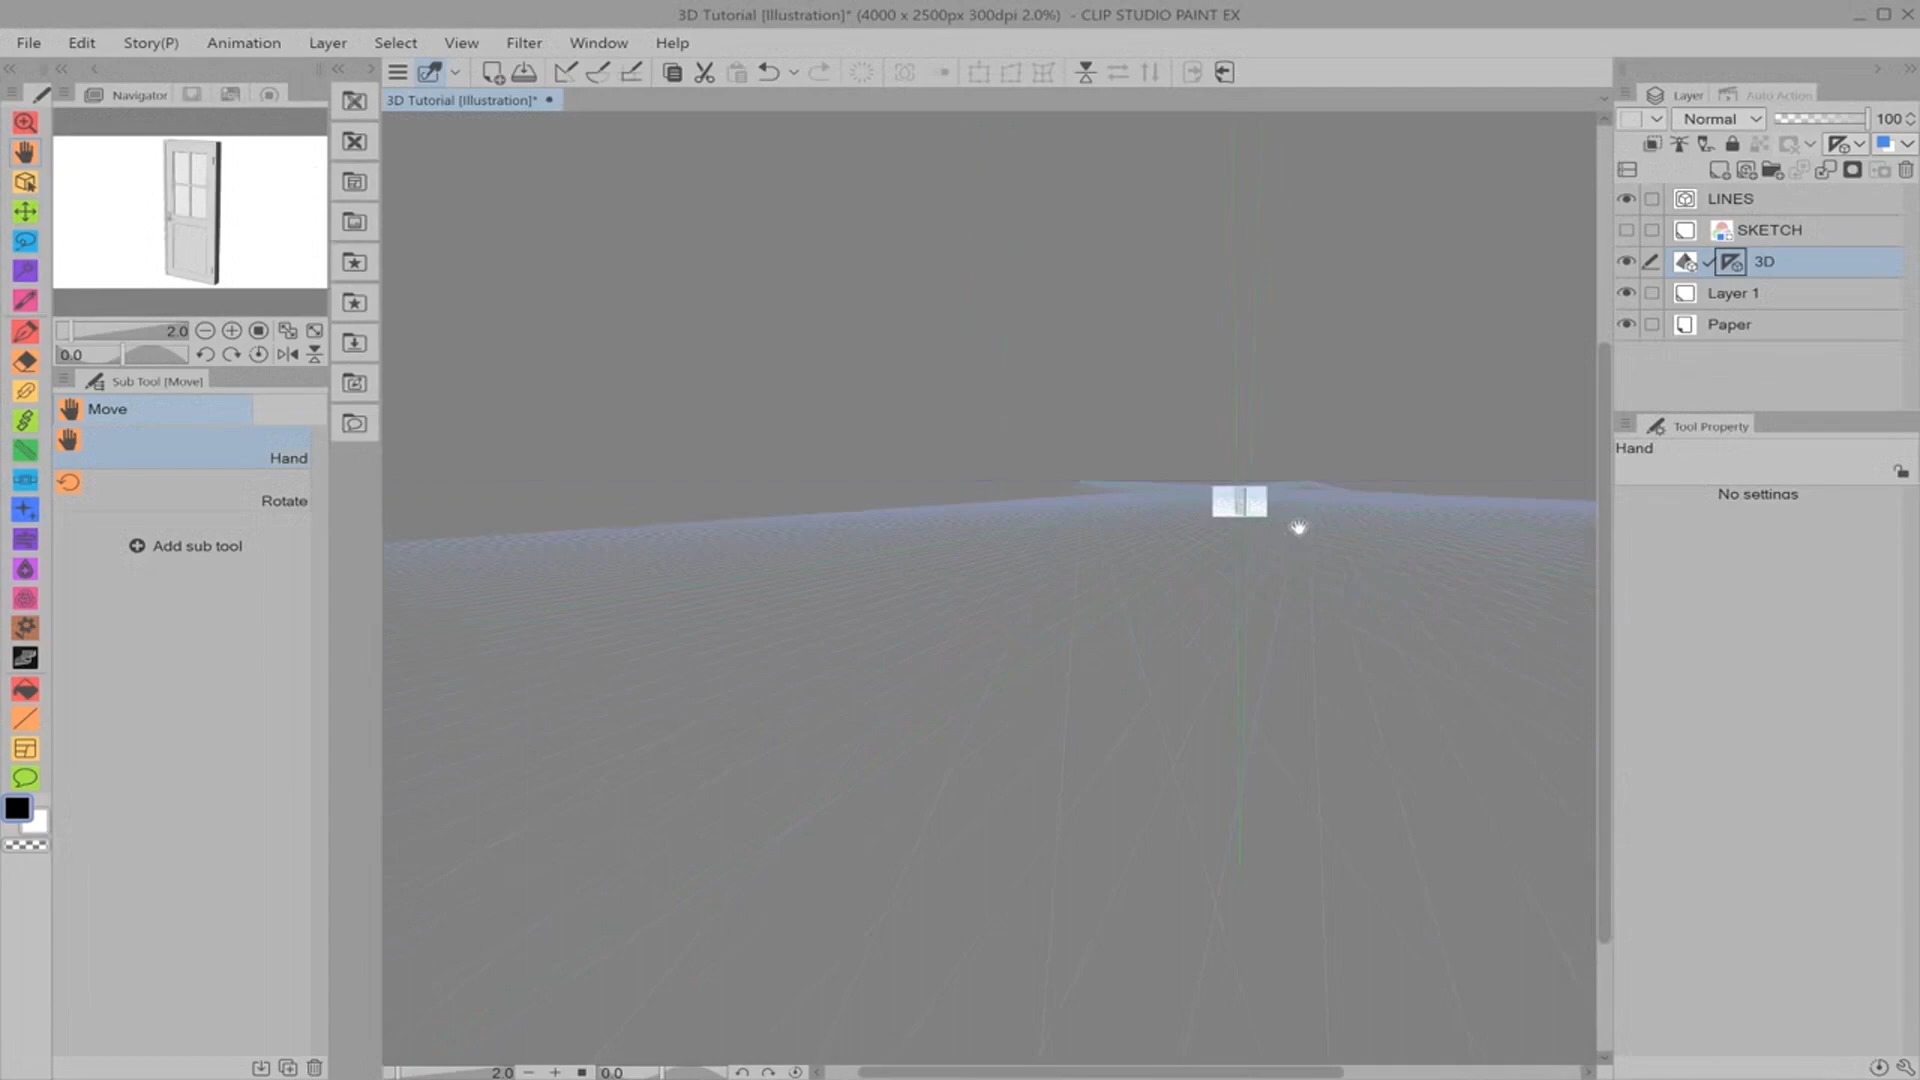 3D Tutorial [Illustration]* (4000 x 2500px 300dpi 2.0%) - CLIP STUDIO PAINT EX
File Edit Story(P) Animation Layer Select View Filter Window Help
Navigator
3D Tutorial [Illustration]*
Layer Auto Action
Normal 100
LINES
SKETCH
3D
Layer 1
Paper
2.0
0.0
Sub Tool [Move]
Move
Hand
Rotate
Add sub tool
Tool Property
Hand
No settings
2.0 0.0